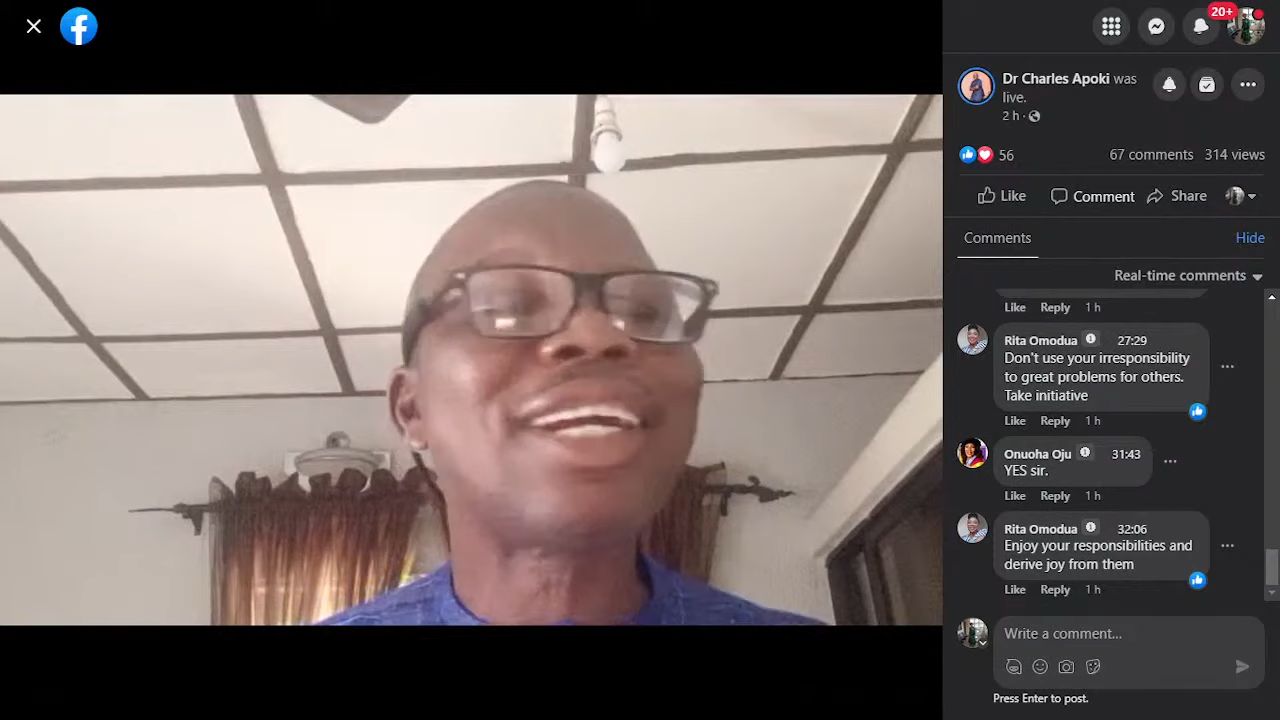 20+
Dr Charles Apoki was
live.
2 h ·
56 67 comments 314 views
Like Comment Share
Comments Hide
Real-time comments
Like Reply 1 h
Rita Omodua 27:29
Don't use your irresponsibility
to great problems for others.
Take initiative
Like Reply 1 h
Onuoha Oju 31:43
YES sir.
Like Reply 1 h
Rita Omodua 32:06
Enjoy your responsibilities and
derive joy from them
Like Reply 1 h
Write a comment...
Press Enter to post.